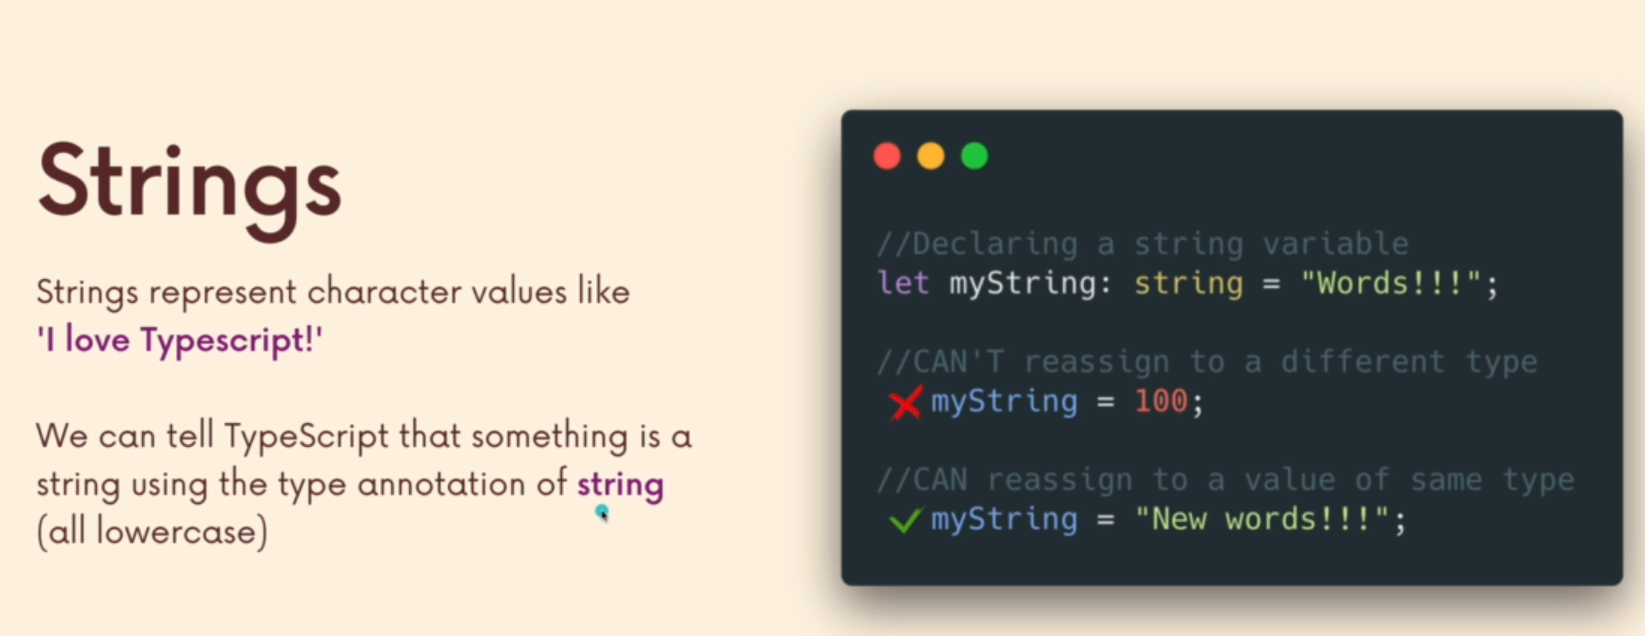 Strings
Strings represent character values like
'I love Typescript!'
We can tell TypeScript that something is a
string using the type annotation of string
(all lowercase)
//Declaring a string variable
let myString: string = "Words!!!";
//CAN'T reassign to a different type
myString = 100;
//CAN reassign to a value of same type
myString = "New words!!!";